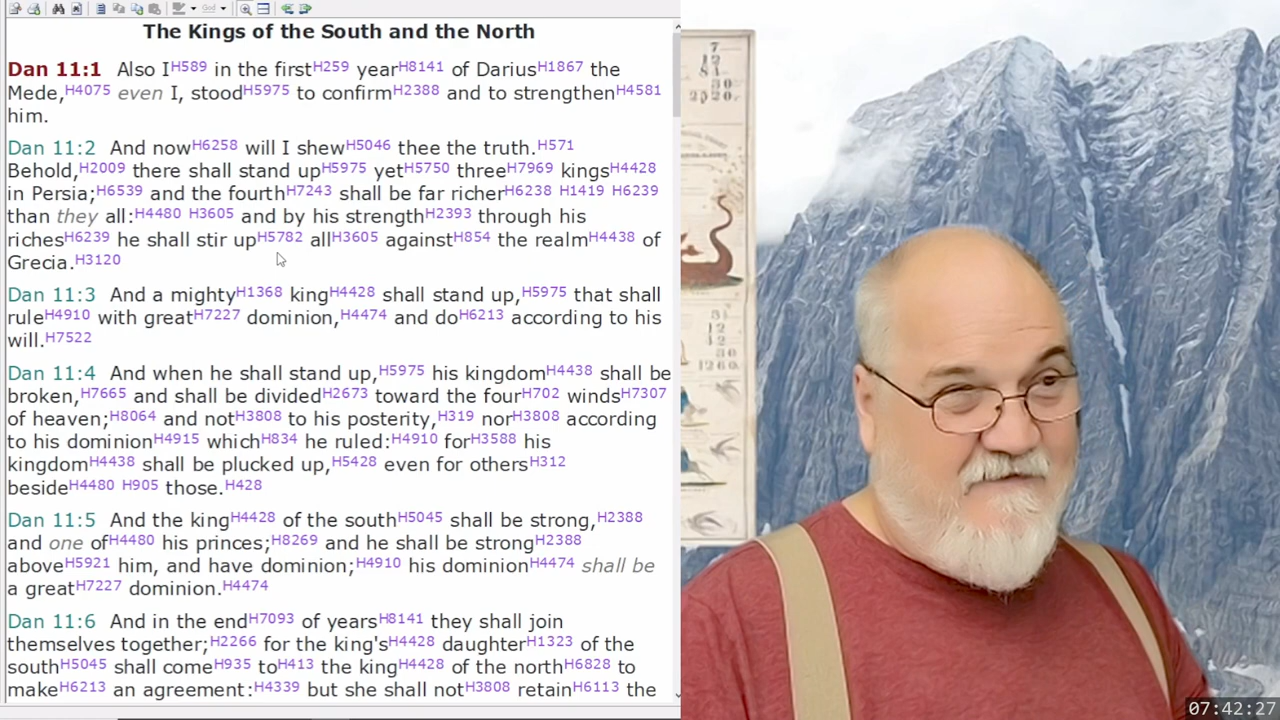 The Kings of the South and the North
Dan 11:1 Also IH589 in the firstH259 yearH8141 of DariusH1867 the
Mede,H4075 even I, stoodH5975 to confirmH2388 and to strengthenH4581
him.
Dan 11:2 And nowH6258 will I shewH5046 thee the truth.H571
Behold,H2009 there shall stand upH5975 yetH5750 threeH7969 kingsH4428
in Persia;H6539 and the fourthH7243 shall be far richerH6238 H1419 H6239
than they all:H4480 H3605 and by his strengthH2393 through his
richesH6239 he shall stir upH5782 allH3605 againstH854 the realmH4438 of
Grecia.H3120
Dan 11:3 And a mightyH1368 kingH4428 shall stand up,H5975 that shall
ruleH4910 with greatH7227 dominion,H4474 and doH6213 according to his
will.H7522
Dan 11:4 And when he shall stand up,H5975 his kingdomH4438 shall be
broken,H7665 and shall be dividedH2673 toward the fourH702 windsH7307
of heaven;H8064 and notH3808 to his posterity,H319 norH3808 according
to his dominionH4915 whichH834 he ruled:H4910 forH3588 his
kingdomH4438 shall be plucked up,H5428 even for othersH312
besideH4480 H905 those.H428
Dan 11:5 And the kingH4428 of the southH5045 shall be strong,H2388
and one ofH4480 his princes;H8269 and he shall be strongH2388
aboveH5921 him, and have dominion;H4910 his dominionH4474 shall be
a greatH7227 dominion.H4474
Dan 11:6 And in the endH7093 of yearsH8141 they shall join
themselves together;H2266 for the king'sH4428 daughterH1323 of the
southH5045 shall comeH935 toH413 the kingH4428 of the northH6828 to
makeH6213 an agreement:H4339 but she shall notH3808 retainH6113 the
7
12
30
2520
12
30
1260
07:42:27